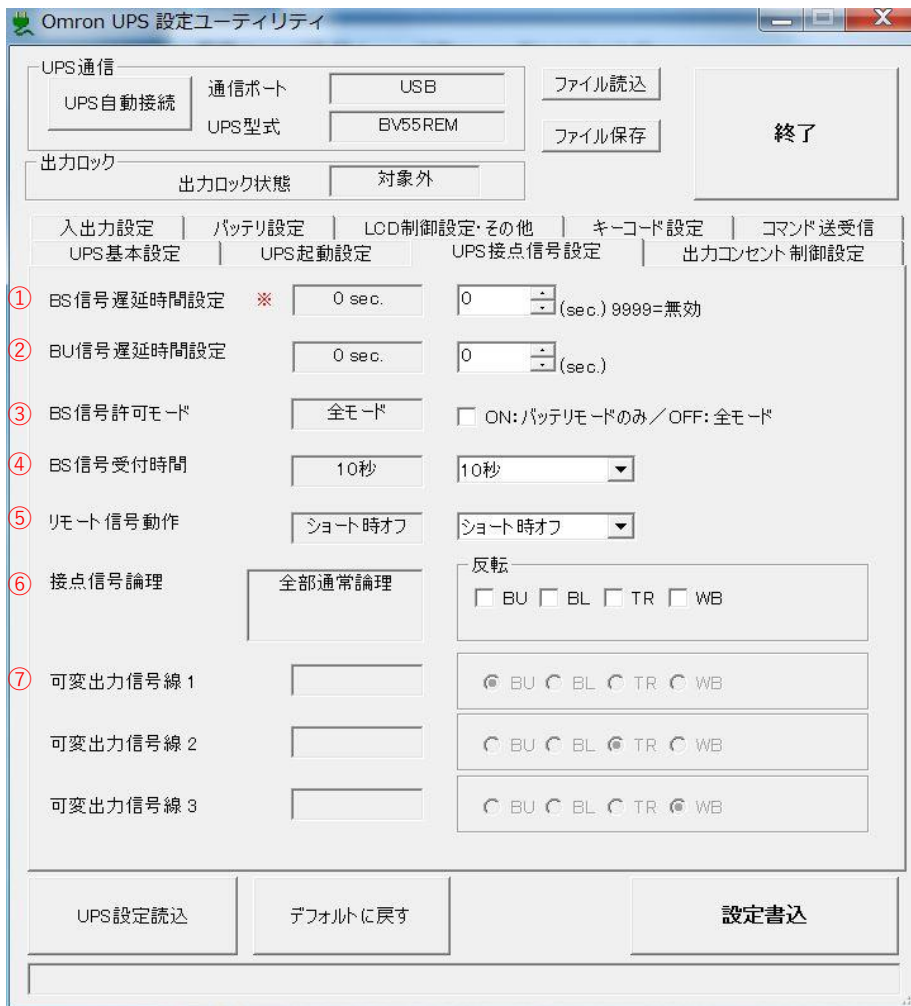 Omron UPS 設定ユーティリティ
UPS通信
UPS自動接続
通信ポート USB
UPS型式 BV55REM
ファイル読込
ファイル保存
終了
出力ロック
出力ロック状態 対象外
入出力設定 バッテリ設定 LCD制御設定・その他 キーコード設定 コマンド送受信
UPS基本設定 UPS起動設定 UPS接点信号設定 出力コンセント制御設定
① BS信号遅延時間設定 ※ 0 sec. 0 (sec.) 9999=無効
② BU信号遅延時間設定 0 sec. 0 (sec.)
③ BS信号許可モード 全モード ON:バッテリモードのみ/OFF:全モード
④ BS信号受付時間 10秒 10秒
⑤ リモート信号動作 ショート時オフ ショート時オフ
⑥ 接点信号論理 全部通常論理 反転
BU BL TR WB
⑦ 可変出力信号線1 BU BL TR WB
可変出力信号線2 BU BL TR WB
可変出力信号線3 BU BL TR WB
UPS設定読込 デフォルトに戻す 設定書込